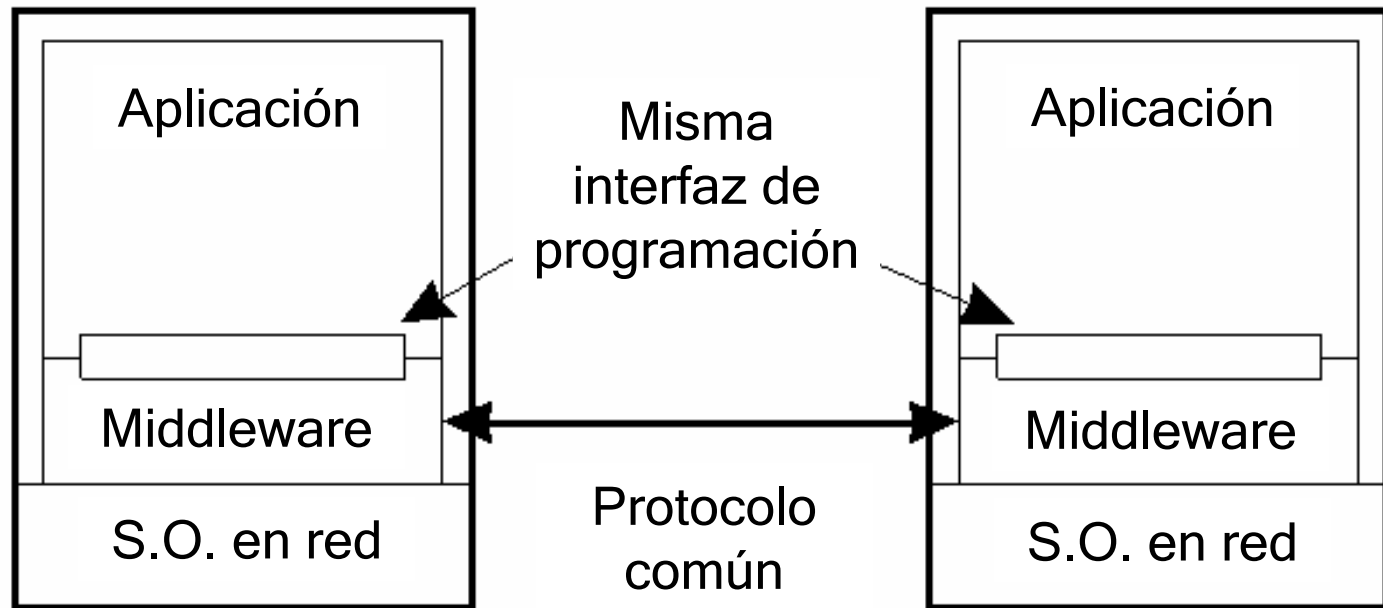 Aplicación
Misma
interfaz de
programación
Aplicación
Middleware
Middleware
Protocolo
común
S.O. en red
S.O. en red